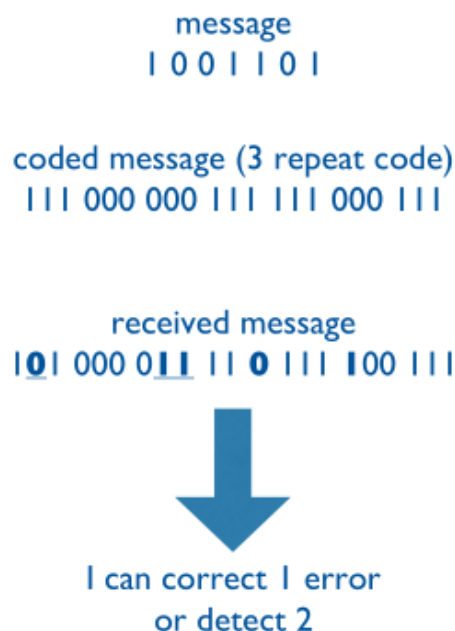 message
1 0 0 1 1 0 1
coded message (3 repeat code)
111 000 000 111 111 000 111
received message
101 000 011 11 0 111 100 111
I can correct 1 error
or detect 2